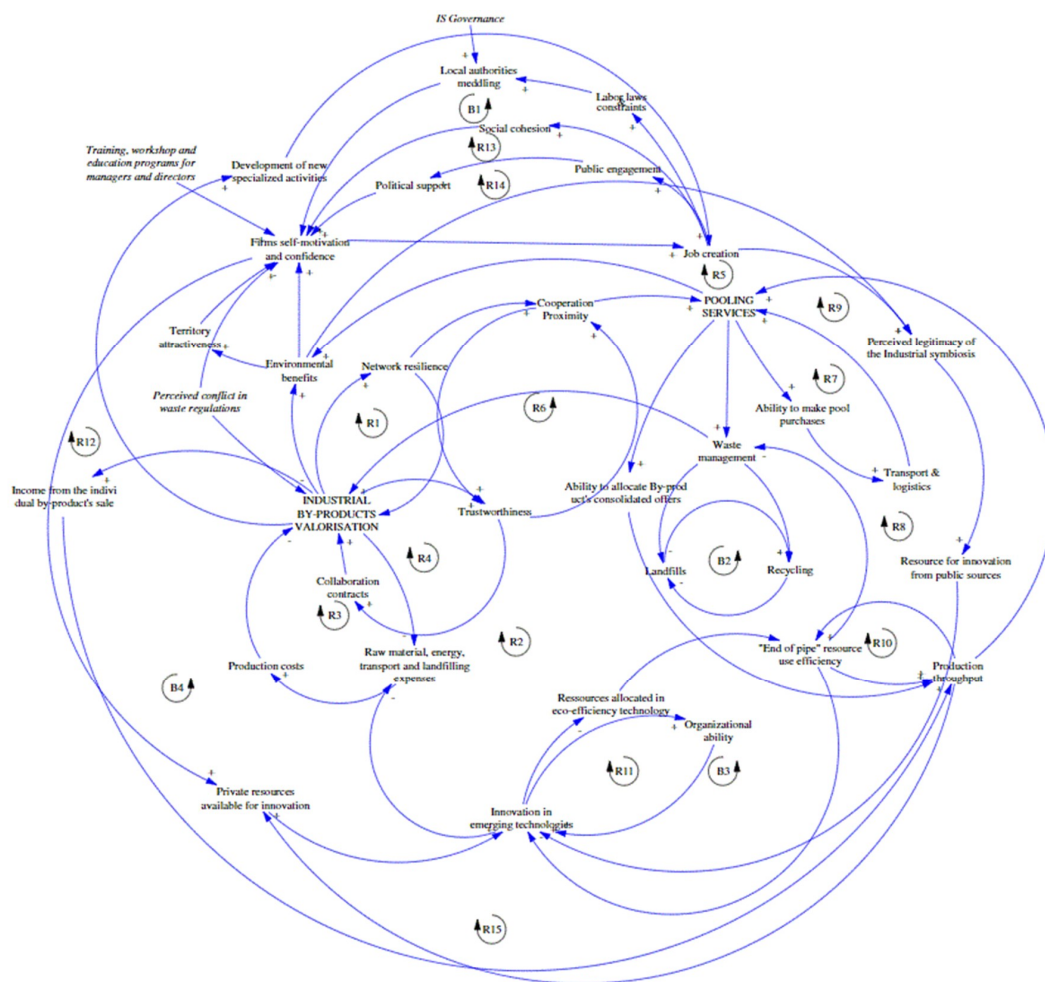 IS Governance
Local authorities
meddling
Labor laws
&
constraints
B1
Social cohesion
R13
Training, workshop and
education programs for
managers and directors
Development of new
specialized activities
Public engagement
Political support
R14
Firms self-motivation
and confidence
Job creation
R5
POOLING
SERVICES
Cooperation
Proximity
R9
Territory
attractiveness
Perceived legitimacy
of the Industrial symbiosis
Environmental
benefits
Network resilience
R7
Perceived conflict in
waste regulations
R1
R6
Ability to make pool
purchases
R12
Waste
management
Income from the indivi
dual by-product's sale
INDUSTRIAL
BY-PRODUCTS
VALORISATION
Trustworthiness
Ability to allocate By-prod
uct's consolidated offers
Transport &
logistics
R8
R4
B2
Landfills
Recycling
Resource for innovation
from public sources
Collaboration
contracts
R3
R2
R10
Production costs
Raw material, energy,
transport and landfilling
expenses
"End of pipe" resource
use efficiency
Production
throughput
B4
Ressources allocated in
eco-efficiency technology
Organizational
ability
R11
B3
Private resources
available for innovation
Innovation in
emerging technologies
R15